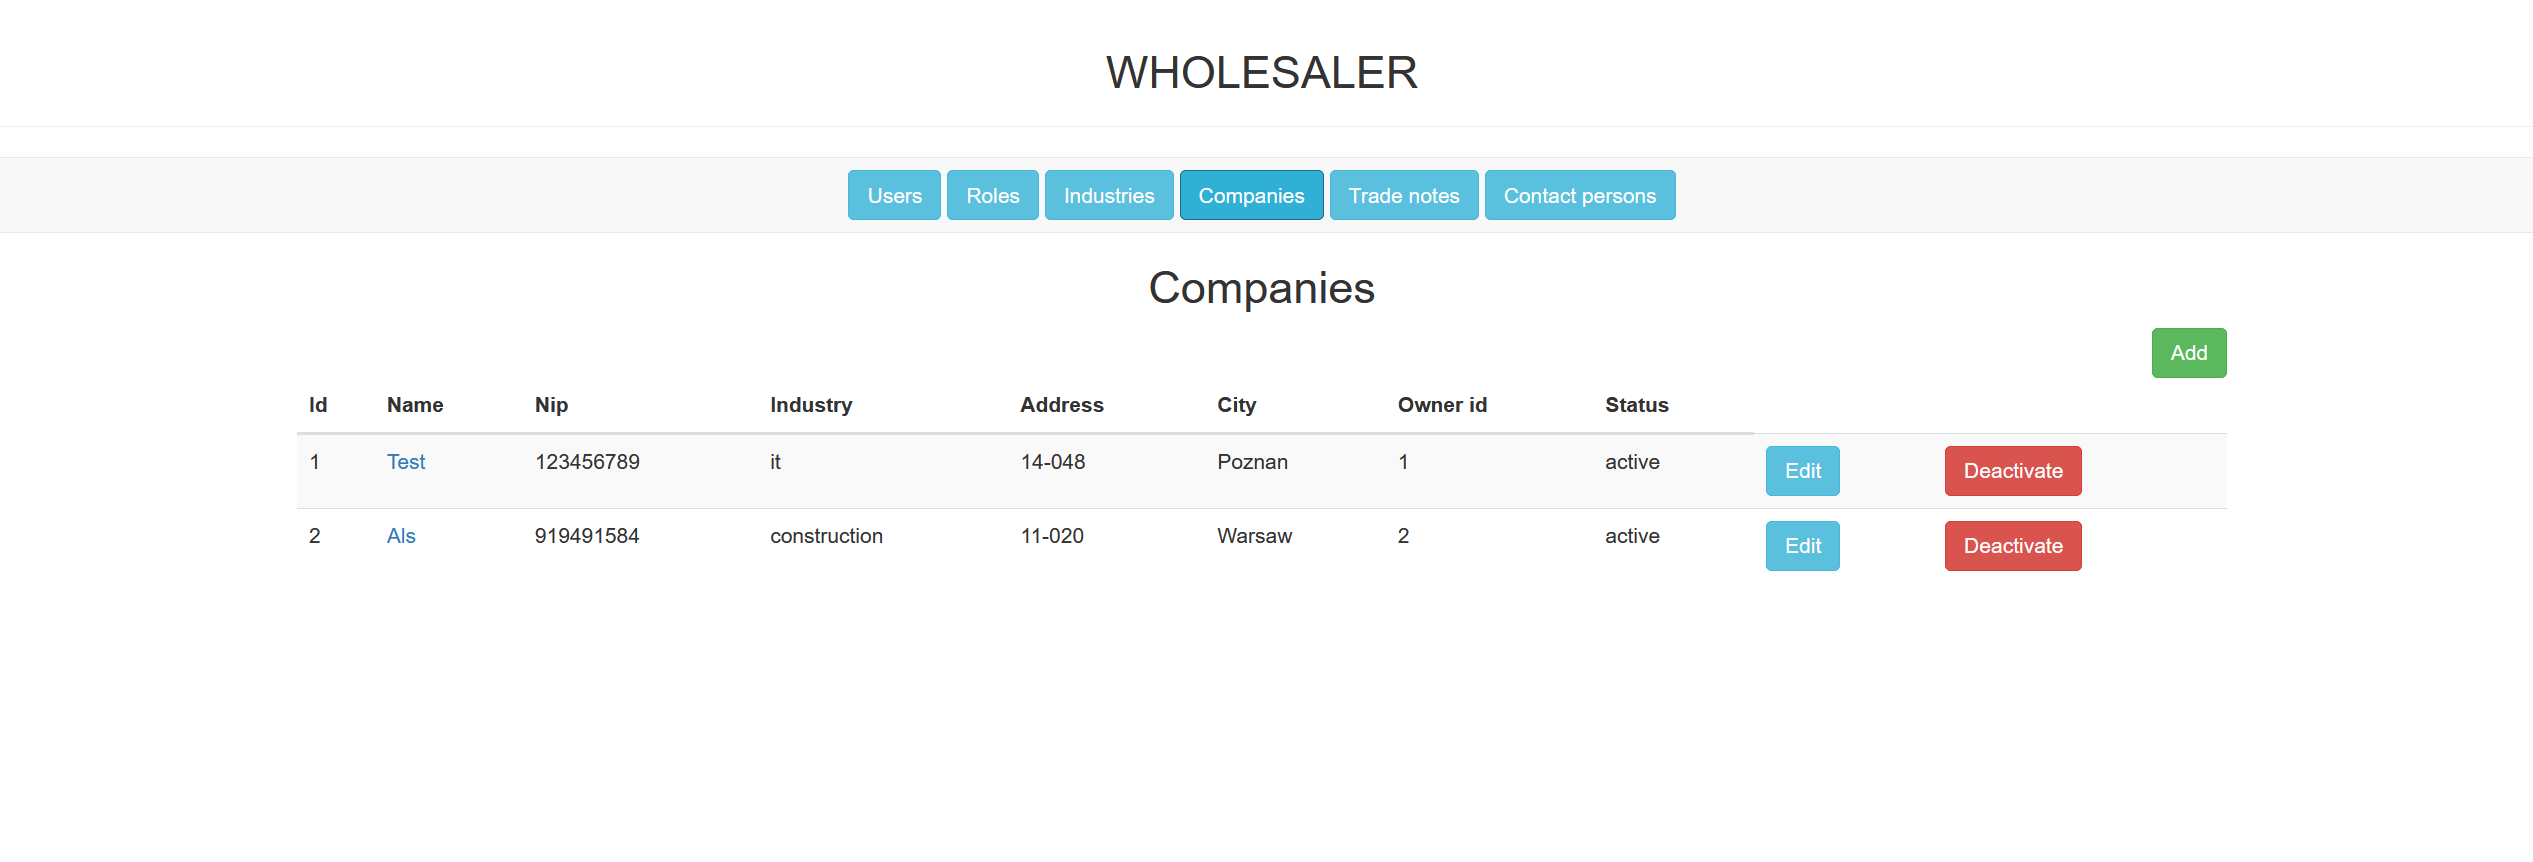 WHOLESALER
Users Roles Industries Companies Trade notes Contact persons
Companies
Add
Id Name Nip Industry Address City Owner id Status
1 Test 123456789 it 14-048 Poznan 1 active Edit Deactivate
2 Als 919491584 construction 11-020 Warsaw 2 active Edit Deactivate